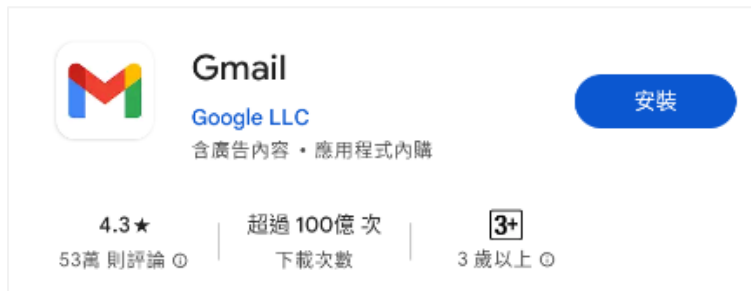 Gmail
Google LLC
安裝
含廣告內容 • 應用程式內購
4.3★
53萬 則評論 ⓘ
超過 100億 次
下載次數
3+
3 歲以上 ⓘ